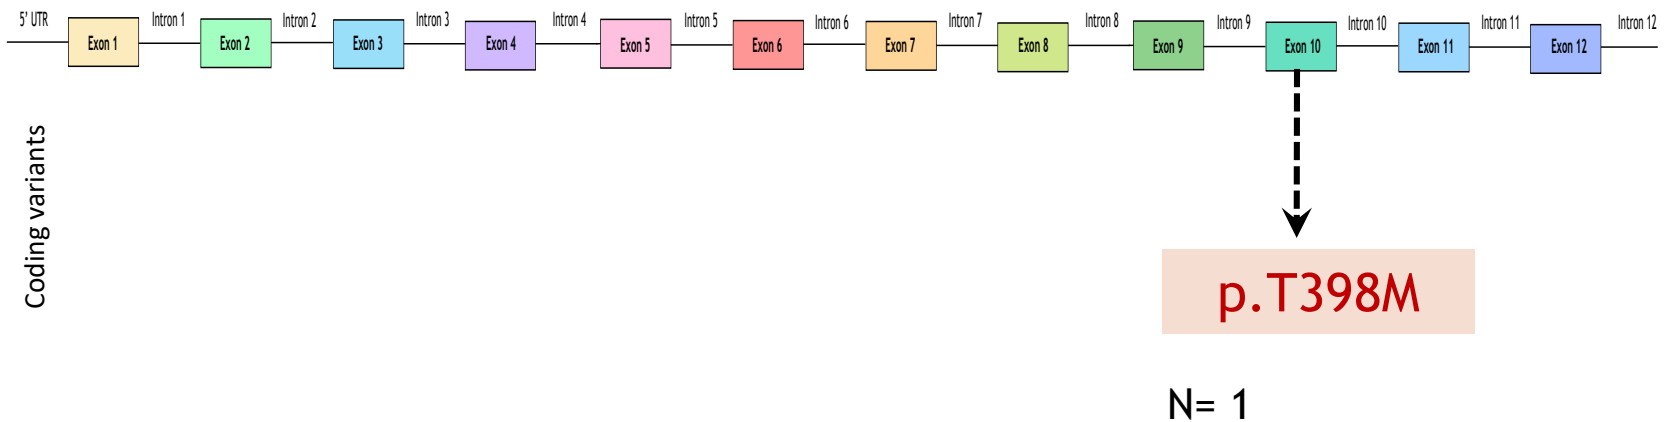 5' UTR Exon 1 Intron 1 Exon 2 Intron 2 Exon 3 Intron 3 Exon 4 Intron 4 Exon 5 Intron 5 Exon 6 Intron 6 Exon 7 Intron 7 Exon 8 Intron 8 Exon 9 Intron 9 Exon 10 Intron 10 Exon 11 Intron 11 Exon 12 Intron 12
Coding variants
p.T398M
N= 1